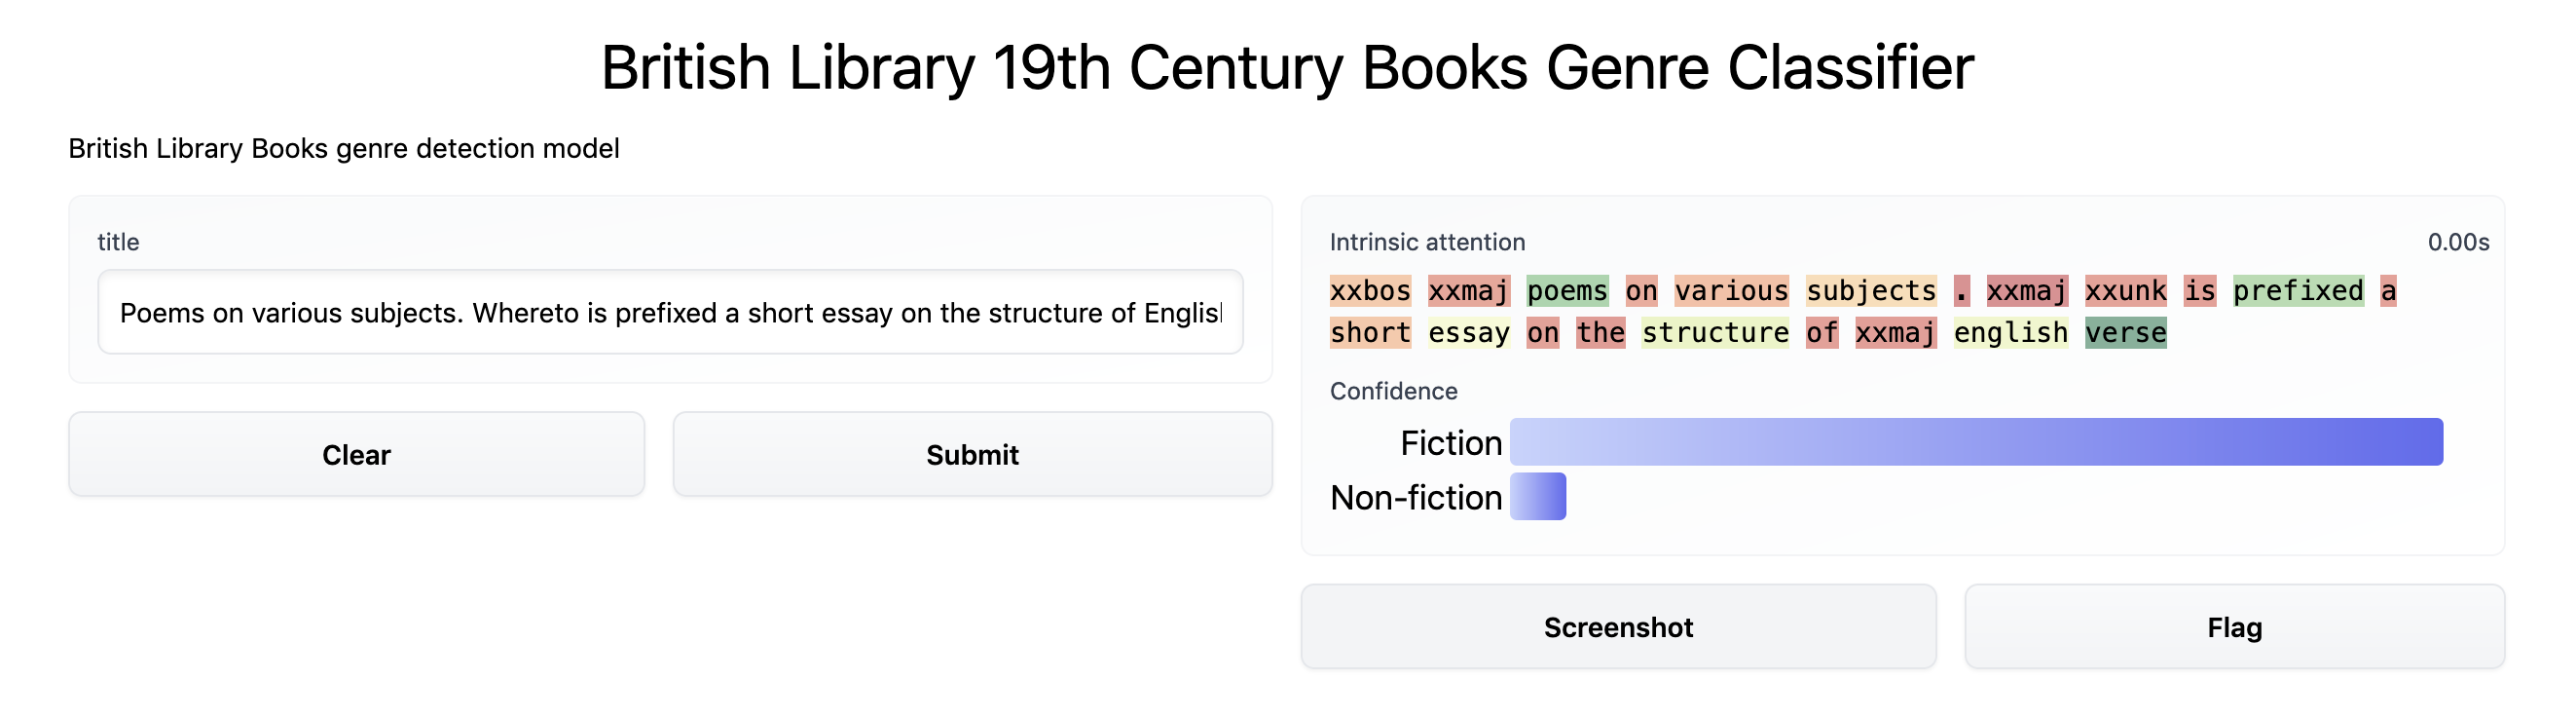 British Library 19th Century Books Genre Classifier
British Library Books genre detection model
title
Poems on various subjects. Whereto is prefixed a short essay on the structure of English
Clear
Submit
Intrinsic attention
0.00s
xxbos xxmaj poems on various subjects . xxmaj xxunk is prefixed a
short essay on the structure of xxmaj english verse
Confidence
Fiction
Non-fiction
Screenshot
Flag